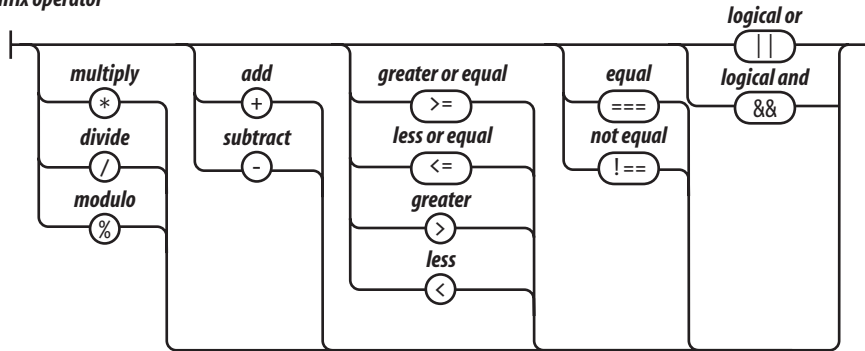 infix operator
logical or
||
multiply add greater or equal equal logical and
* + >= === &&
divide subtract less or equal not equal
/ - <= !==
modulo greater
% >
less
<